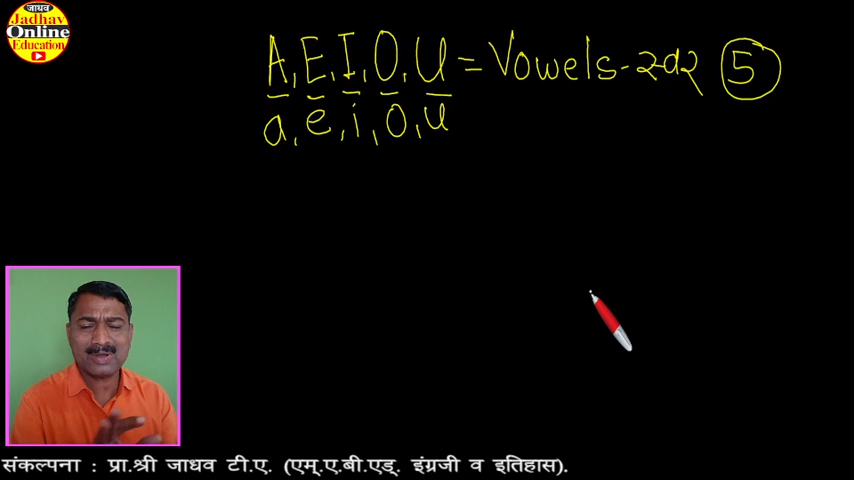 जाधव
Jadhav
Online
Education
A, E, I, O, U = Vowels - स्वर 5
a, e, i, o, u
संकल्पना : प्रा.श्री जाधव टी.ए. (एम्.ए.बी.एड्. इंग्रजी व इतिहास).